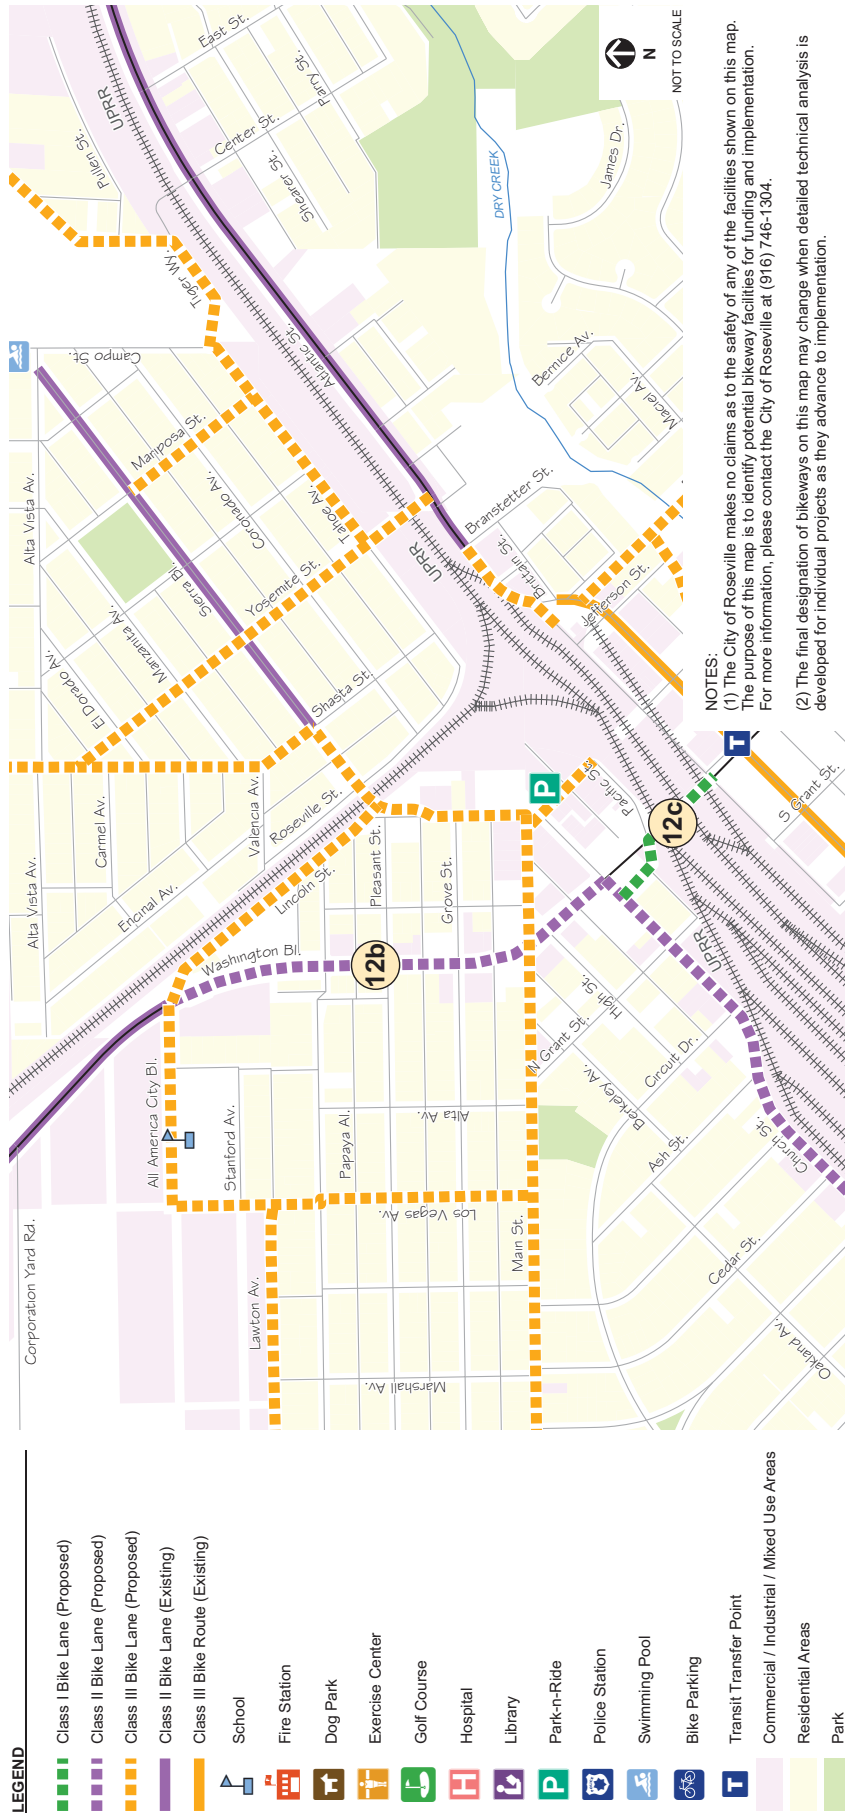 LEGEND
Class I Bike Lane (Proposed)
Class II Bike Lane (Proposed)
Class III Bike Lane (Proposed)
Class II Bike Lane (Existing)
Class III Bike Route (Existing)
School
Fire Station
Dog Park
Exercise Center
Golf Course
H
Hospital
Library
P
Park-n-Ride
Police Station
Swimming Pool
Bike Parking
T
Transit Transfer Point
Commercial / Industrial / Mixed Use Areas
Residential Areas
Park
Corporation Yard Rd.
All America City Bl.
Stanford Av.
Lawton Av.
Papaya Al.
Alta Av.
Los Vegas Av.
Marshall Av.
Main St.
Washington Bl.
Lincoln St.
Roseville St.
Encinal Av.
Alta Vista Av.
Carmel Av.
Valencia Av.
Pleasant St.
Grove St.
12b
12c
P
T
Pacific St.
S Grant St.
N Grant St.
High St.
Berkeley Av.
Circuit Dr.
Ash St.
Church St.
Cedar St.
Oakland Av.
UPRR
Alta Vista Av.
El Dorado Av.
Manzanita Av.
Sierra Bl.
Shasta St.
Yosemite St.
Coronado Av.
Mariposa St.
Tahoe Av.
Campo St.
Tiger Wy.
Pullen St.
UPRR
UPRR
Atlantic St.
East St.
Parry St.
Center St.
Shearer St.
Branstetter St.
Brittain St.
Jefferson St.
Bernice Av.
Maciel Av.
James Dr.
DRY CREEK
N
NOT TO SCALE
NOTES:
(1) The City of Roseville makes no claims as to the safety of any of the facilities shown on this map.
The purpose of this map is to identify potential bikeway facilities for funding and implementation.
For more information, please contact the City of Roseville at (916) 746-1304.
(2) The final designation of bikeways on this map may change when detailed technical analysis is
developed for individual projects as they advance to implementation.